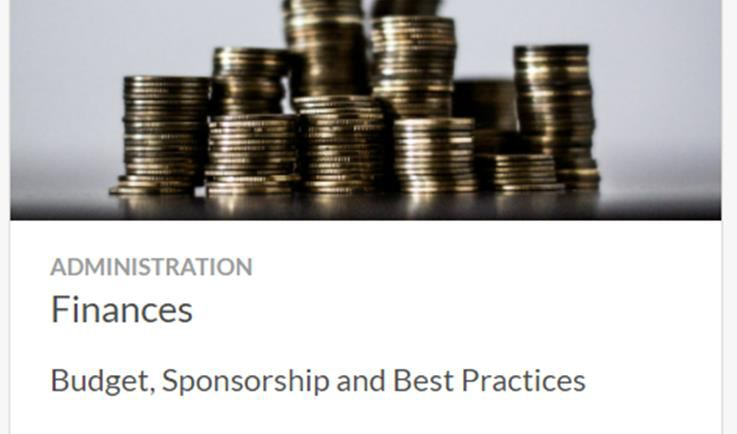 ADMINISTRATION
Finances
Budget, Sponsorship and Best Practices